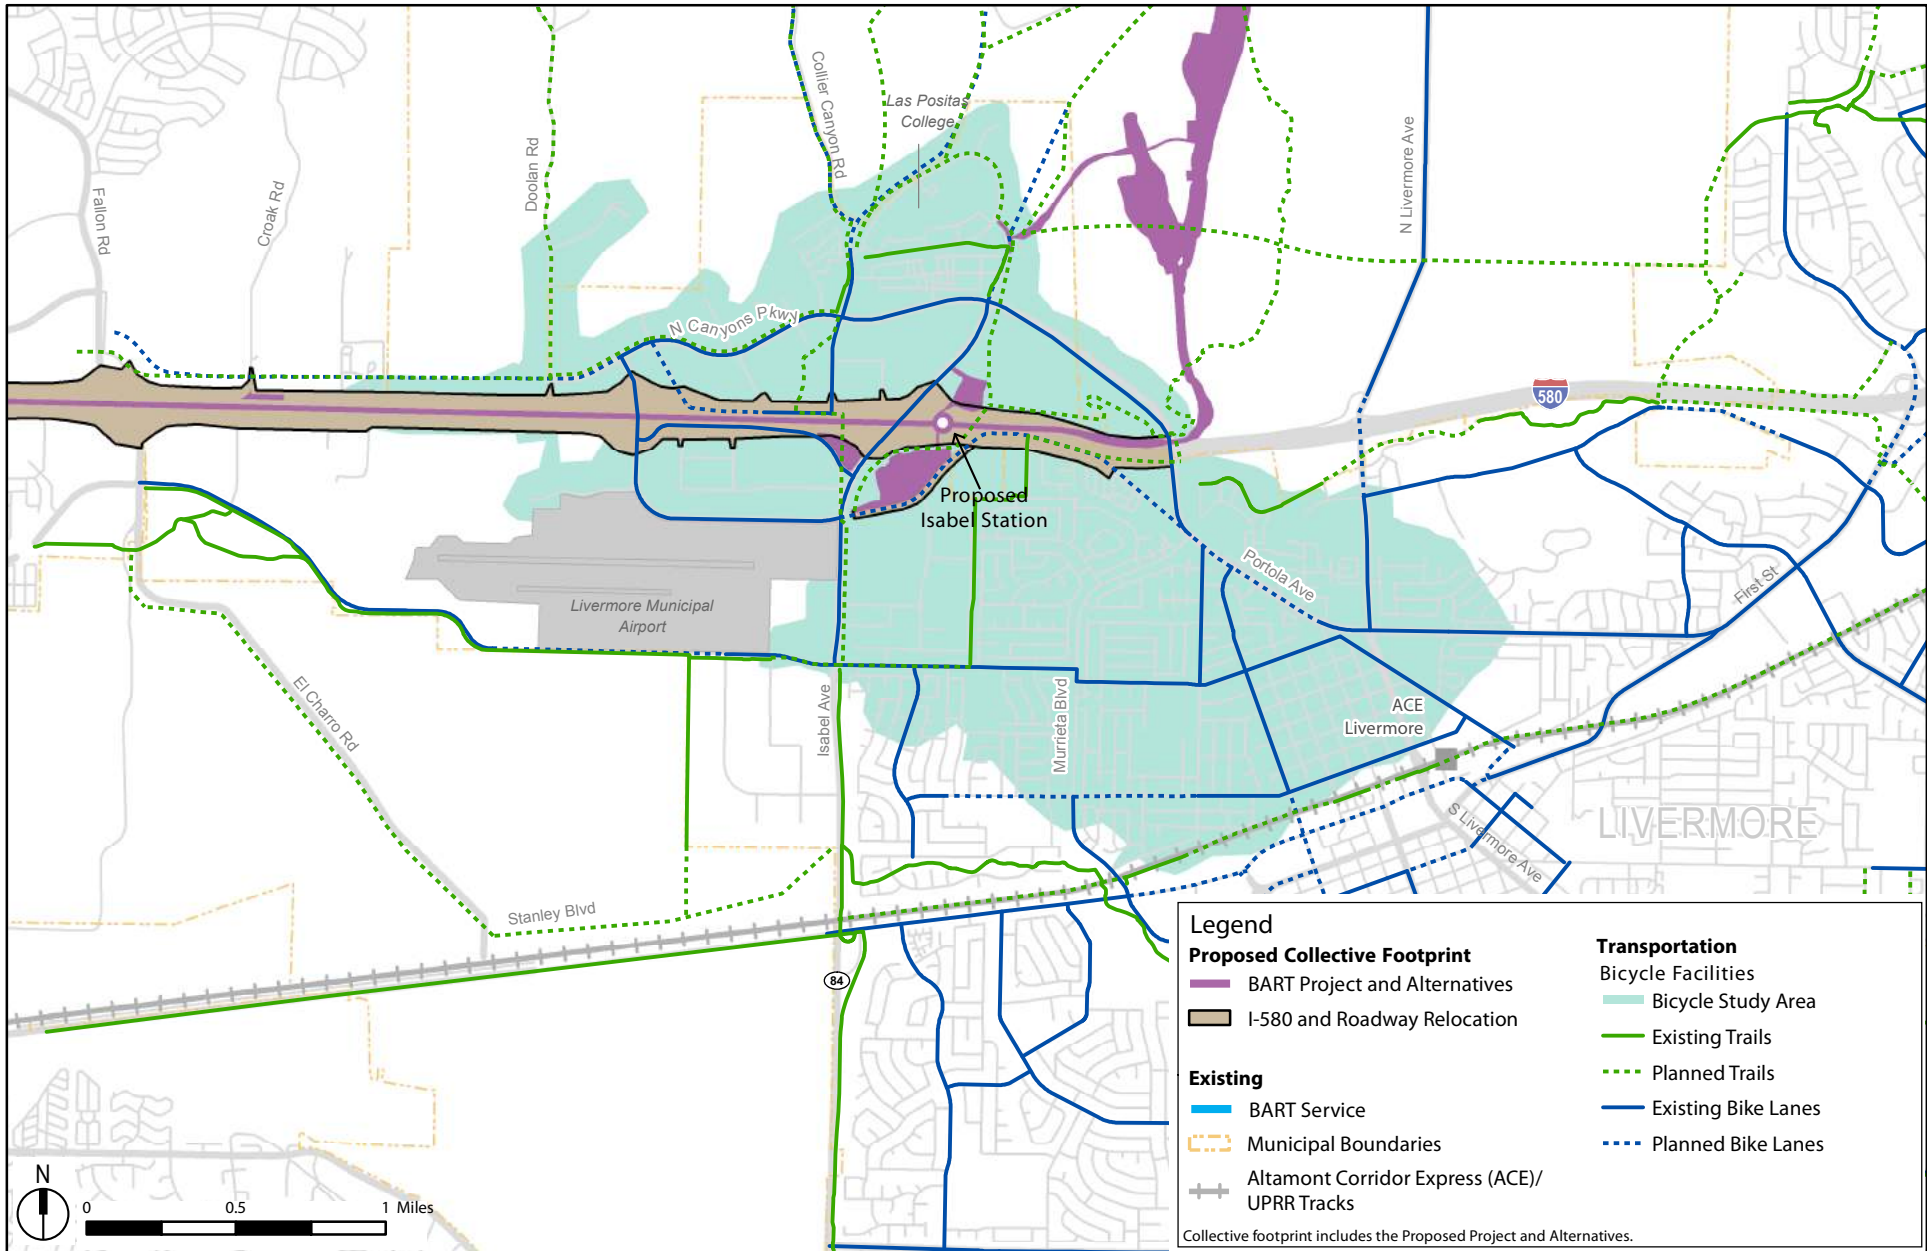 Collier Canyon Rd
Las Positas
College
Doolan Rd
N Livermore Ave
Fallon Rd
Croak Rd
N Canyons Pkwy
580
Proposed
Isabel Station
Portola Ave
First St
Livermore Municipal
Airport
El Charro Rd
Isabel Ave
Murrieta Blvd
ACE
Livermore
LIVERMORE
S Livermore Ave
Stanley Blvd
84
Legend
Proposed Collective Footprint
BART Project and Alternatives
I-580 and Roadway Relocation
Existing
BART Service
Municipal Boundaries
Altamont Corridor Express (ACE)/
UPRR Tracks
Transportation
Bicycle Facilities
Bicycle Study Area
Existing Trails
Planned Trails
Existing Bike Lanes
Planned Bike Lanes
Collective footprint includes the Proposed Project and Alternatives.
N
0 0.5 1 Miles